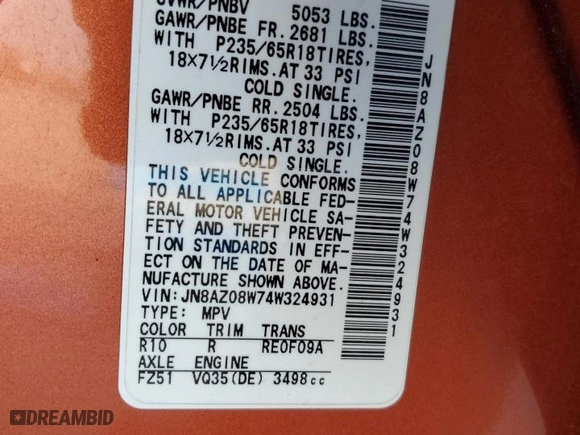 GVWR/PNBV 5053 LBS.
GAWR/PNBE FR. 2681 LBS.
WITH P235/65R18TIRES,
18X7½RIMS. AT 33 PSI
COLD SINGLE.
GAWR/PNBE RR. 2504 LBS.
WITH P235/65R18TIRES,
18X7½RIMS. AT 33 PSI
COLD SINGLE.
THIS VEHICLE CONFORMS
TO ALL APPLICABLE FED-
ERAL MOTOR VEHICLE SA-
FETY AND THEFT PREVEN-
TION STANDARDS IN EFF-
ECT ON THE DATE OF MA-
NUFACTURE SHOWN ABOVE.
VIN:JN8AZ08W74W324931
TYPE: MPV
COLOR TRIM TRANS
R10 R RE0F09A
AXLE ENGINE
FZ51 VQ35(DE) 3498cc
JN8AZ08W74W324931
DREAMBID